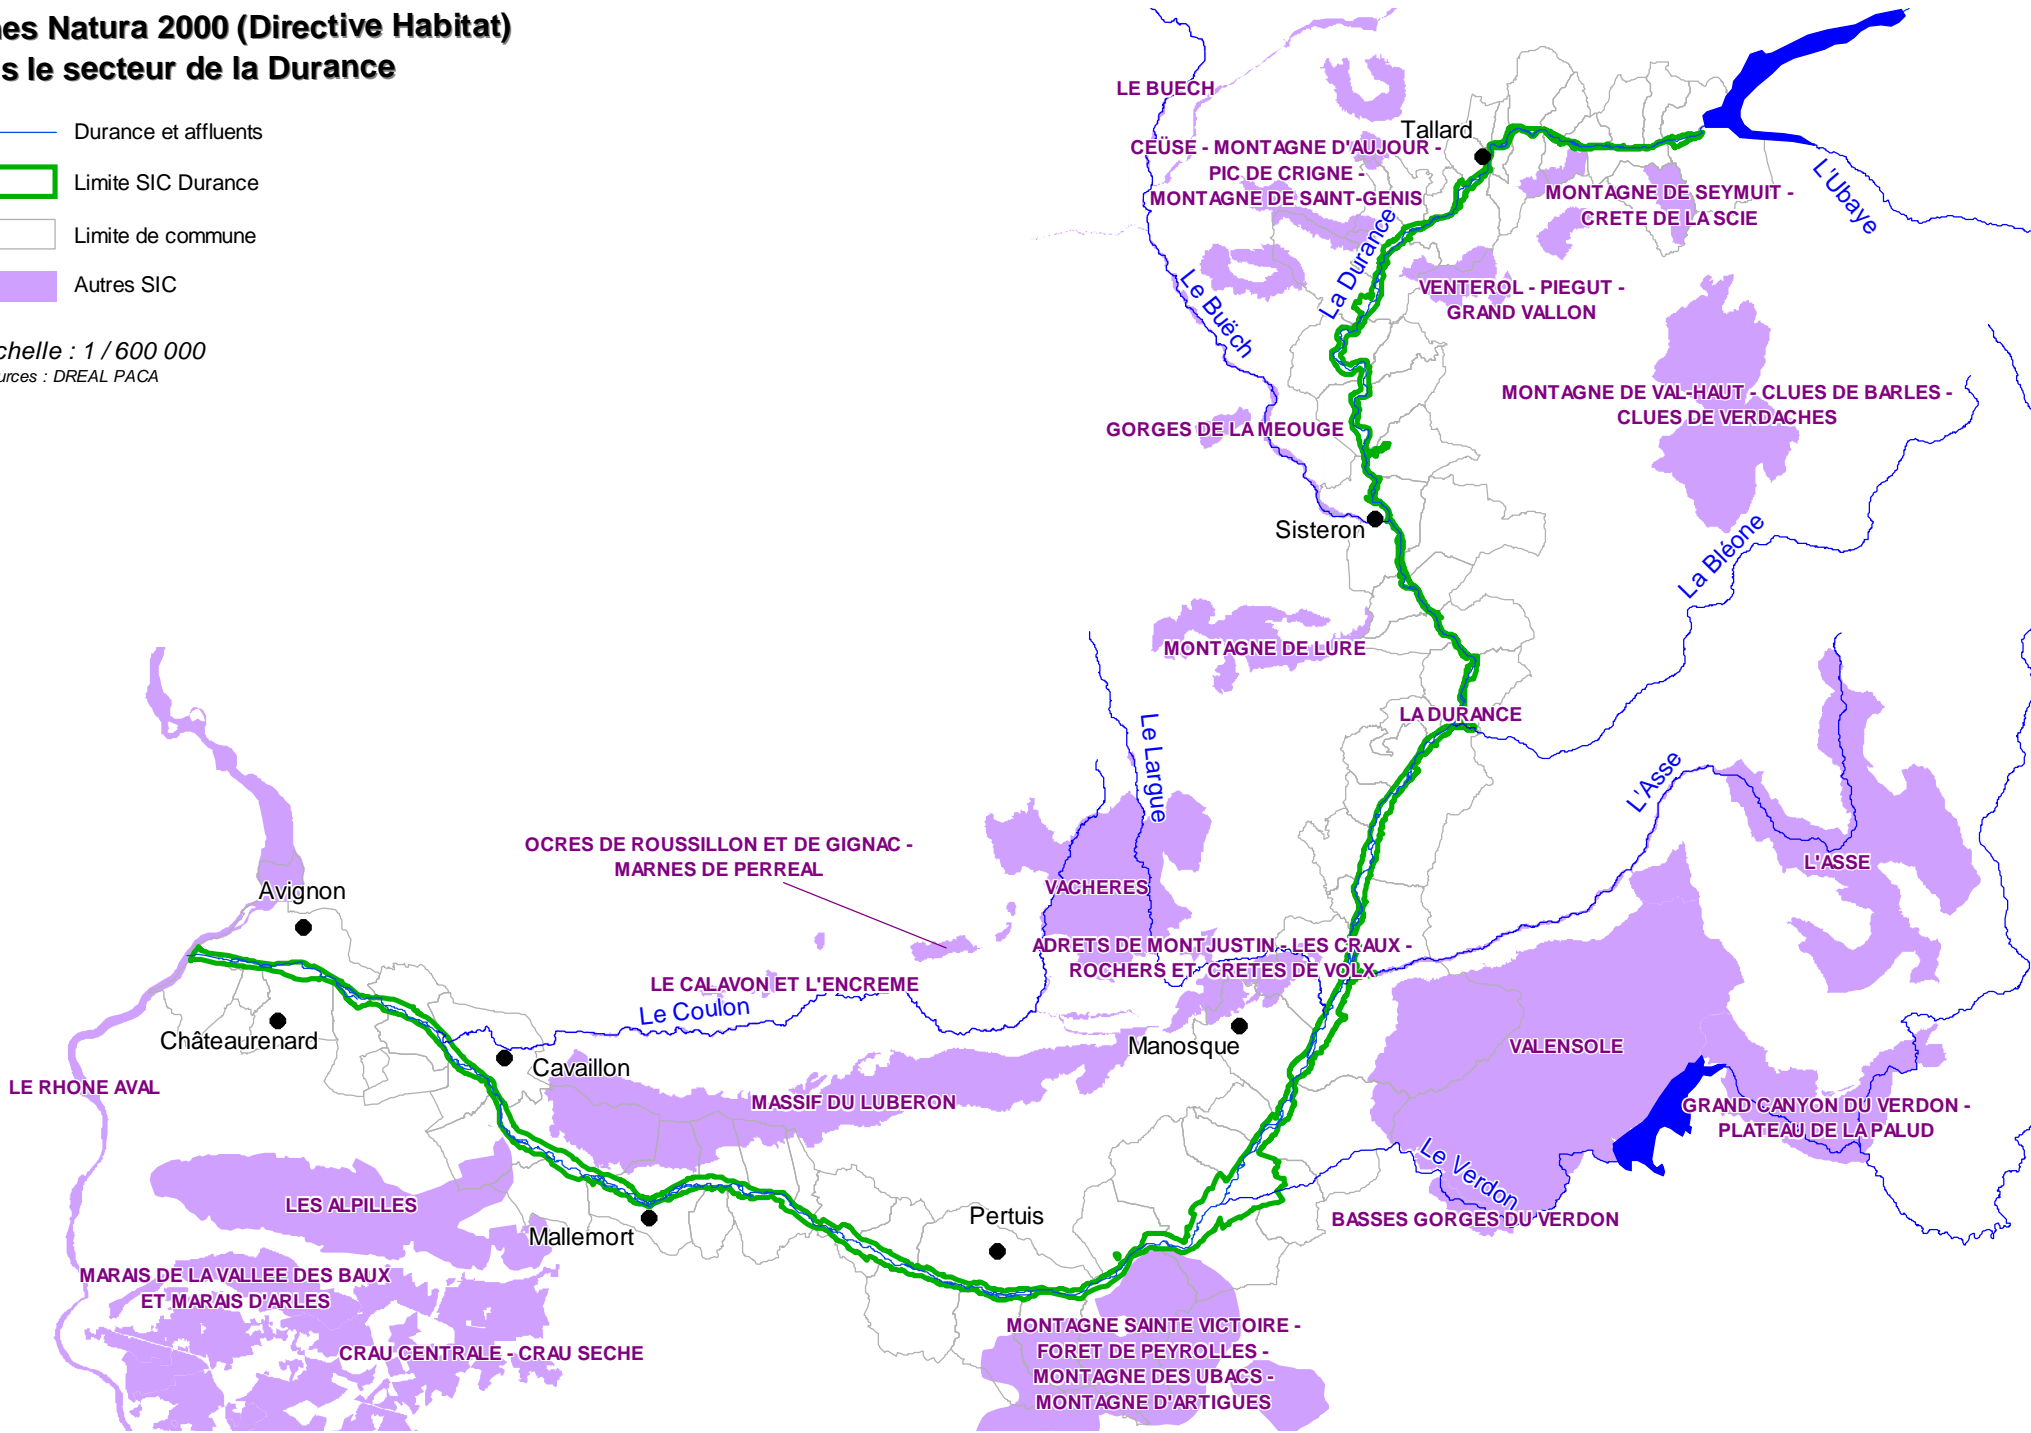 nes Natura 2000 (Directive Habitat)
s le secteur de la Durance
Durance et affluents
Limite SIC Durance
Limite de commune
Autres SIC
chelle : 1 / 600 000
urces : DREAL PACA
LE BUECH
Tallard
CEÜSE - MONTAGNE D'AUJOUR -
PIC DE CRIGNE -
MONTAGNE DE SAINT-GENIS
MONTAGNE DE SEYMUIT -
CRETE DE LA SCIE
L'Ubaye
La Durance
Le Buëch
VENTEROL - PIEGUT -
GRAND VALLON
MONTAGNE DE VAL-HAUT - CLUES DE BARLES -
CLUES DE VERDACHES
GORGES DE LA MEOUGE
Sisteron
La Bléone
MONTAGNE DE LURE
LA DURANCE
Le Largue
L'Asse
OCRES DE ROUSSILLON ET DE GIGNAC -
MARNES DE PERREAL
VACHERES
L'ASSE
Avignon
ADRETS DE MONTJUSTIN - LES CRAUX -
ROCHERS ET CRETES DE VOLX
LE CALAVON ET L'ENCREME
Le Coulon
Châteaurenard
Manosque
VALENSOLE
Cavaillon
LE RHONE AVAL
MASSIF DU LUBERON
GRAND CANYON DU VERDON -
PLATEAU DE LA PALUD
Le Verdon
LES ALPILLES
Pertuis
BASSES GORGES DU VERDON
Mallemort
MARAIS DE LA VALLEE DES BAUX
ET MARAIS D'ARLES
CRAU CENTRALE - CRAU SECHE
MONTAGNE SAINTE VICTOIRE -
FORET DE PEYROLLES -
MONTAGNE DES UBACS -
MONTAGNE D'ARTIGUES